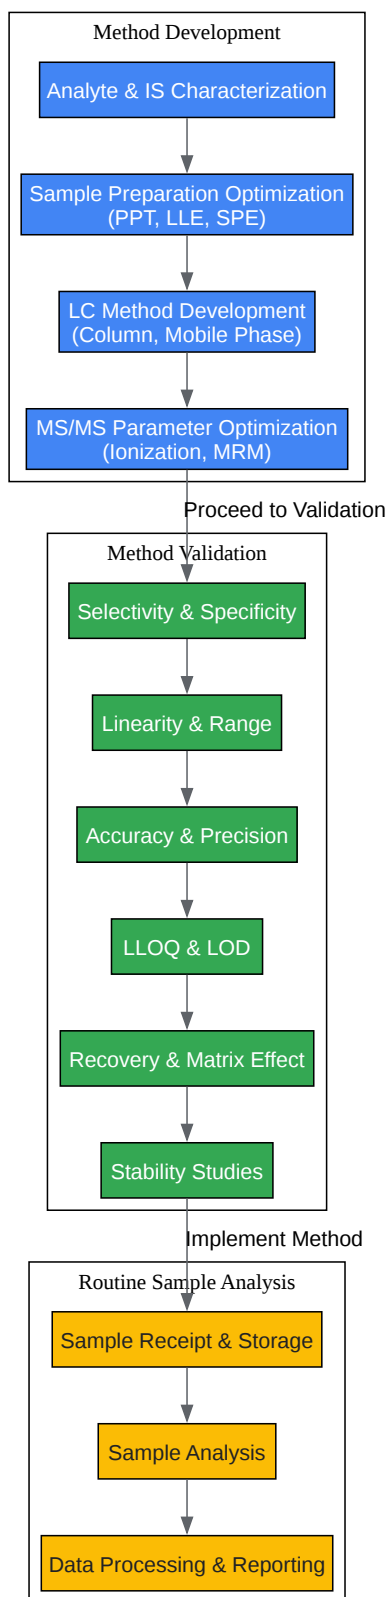 Method Development
Analyte & IS Characterization
Sample Preparation Optimization
(PPT, LLE, SPE)
LC Method Development
(Column, Mobile Phase)
MS/MS Parameter Optimization
(Ionization, MRM)
Proceed to Validation
Method Validation
Selectivity & Specificity
Linearity & Range
Accuracy & Precision
LLOQ & LOD
Recovery & Matrix Effect
Stability Studies
Implement Method
Routine Sample Analysis
Sample Receipt & Storage
Sample Analysis
Data Processing & Reporting